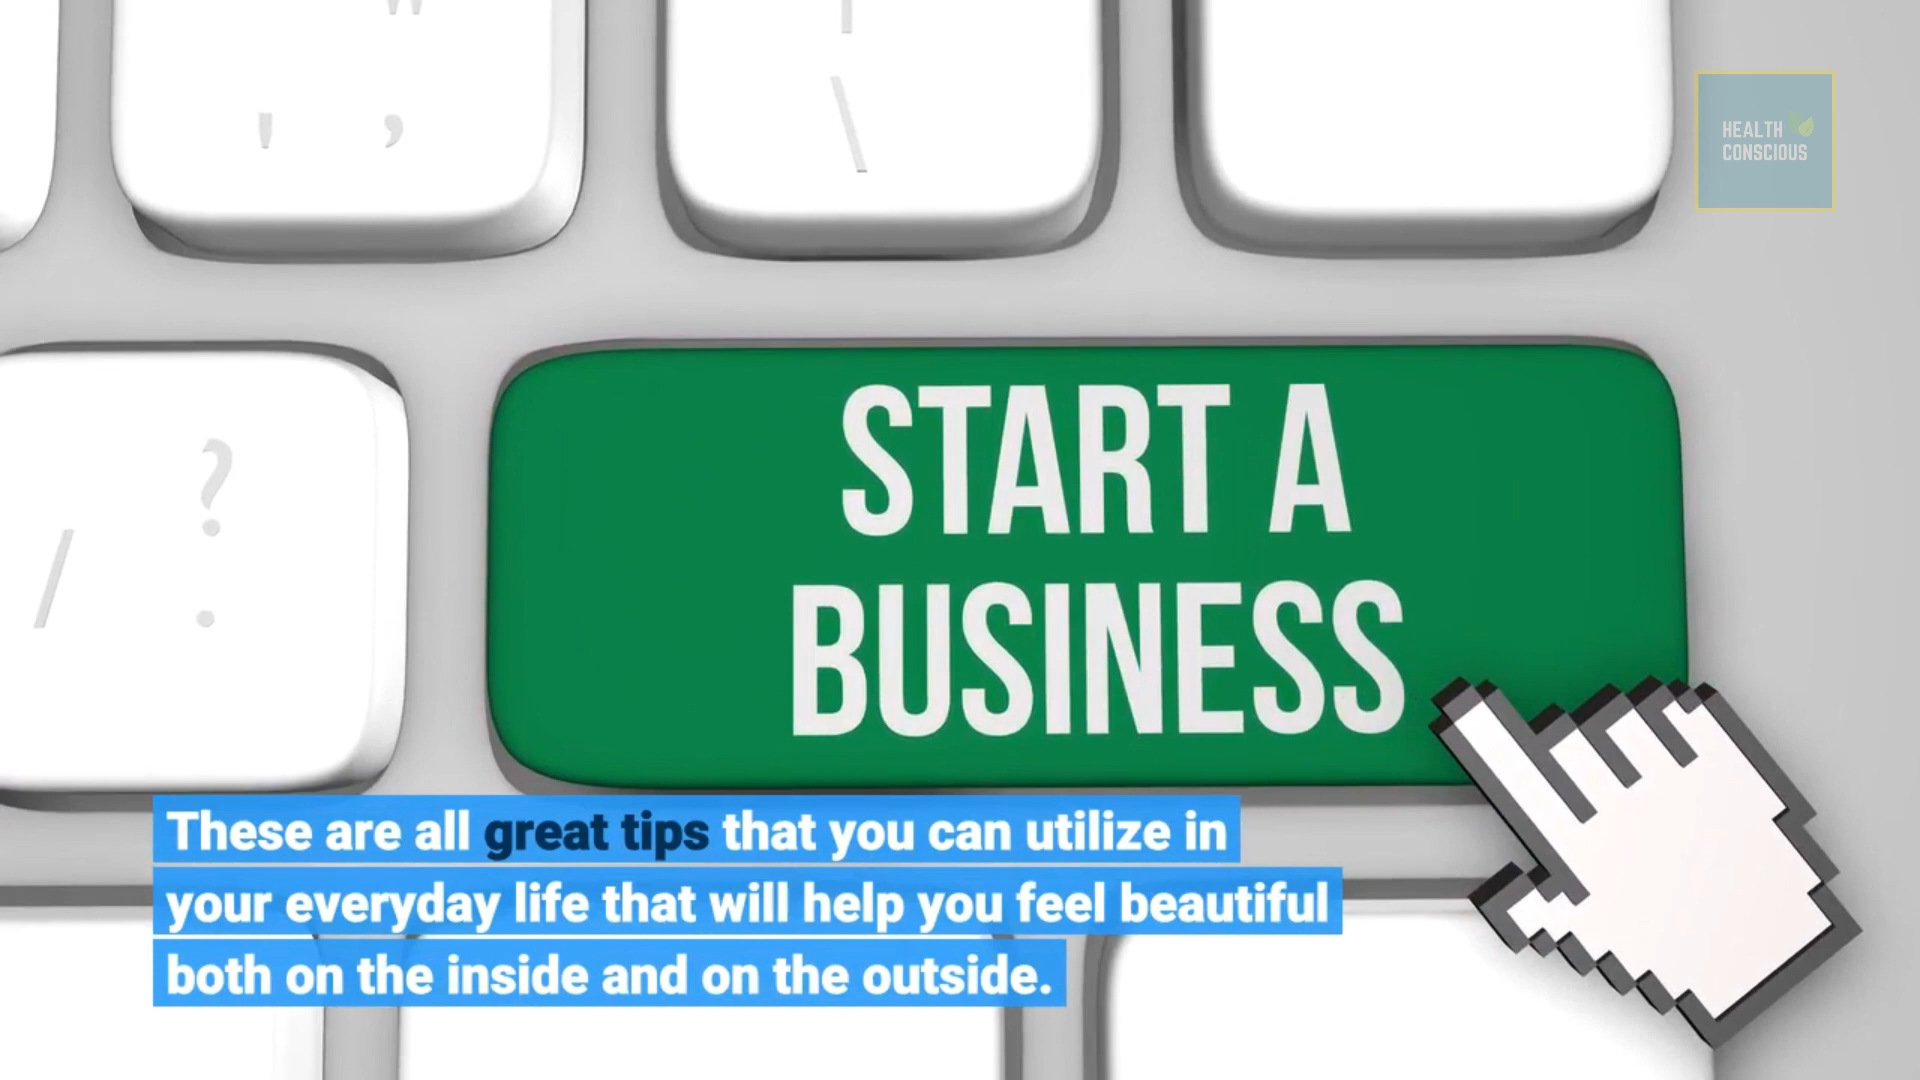 " |
' , \
HEALTH
CONSCIOUS
? 
/ .
START A
BUSINESS
These are all great tips that you can utilize in
your everyday life that will help you feel beautiful
both on the inside and on the outside.